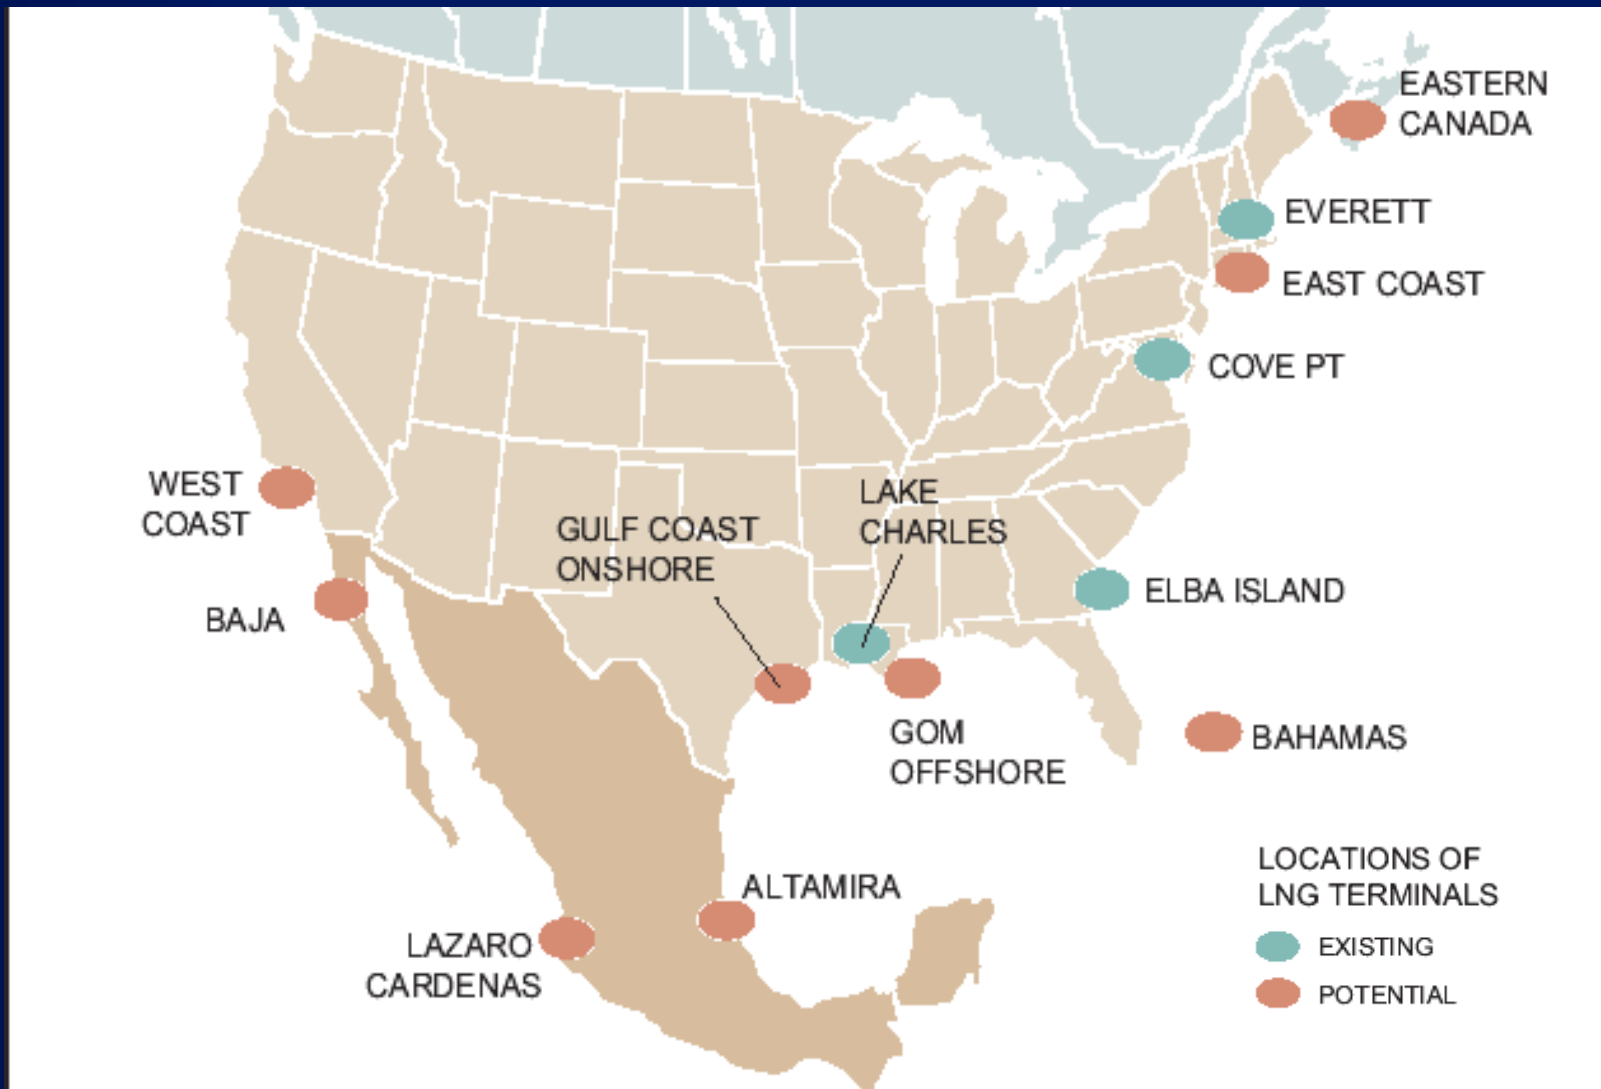 EASTERN
CANADA
EVERETT
EAST COAST
COVE PT
WEST
COAST
LAKE
CHARLES
GULF COAST
ONSHORE
ELBA ISLAND
BAJA
GOM
OFFSHORE
BAHAMAS
ALTAMIRA
LAZARO
CARDENAS
LOCATIONS OF
LNG TERMINALS
EXISTING
POTENTIAL